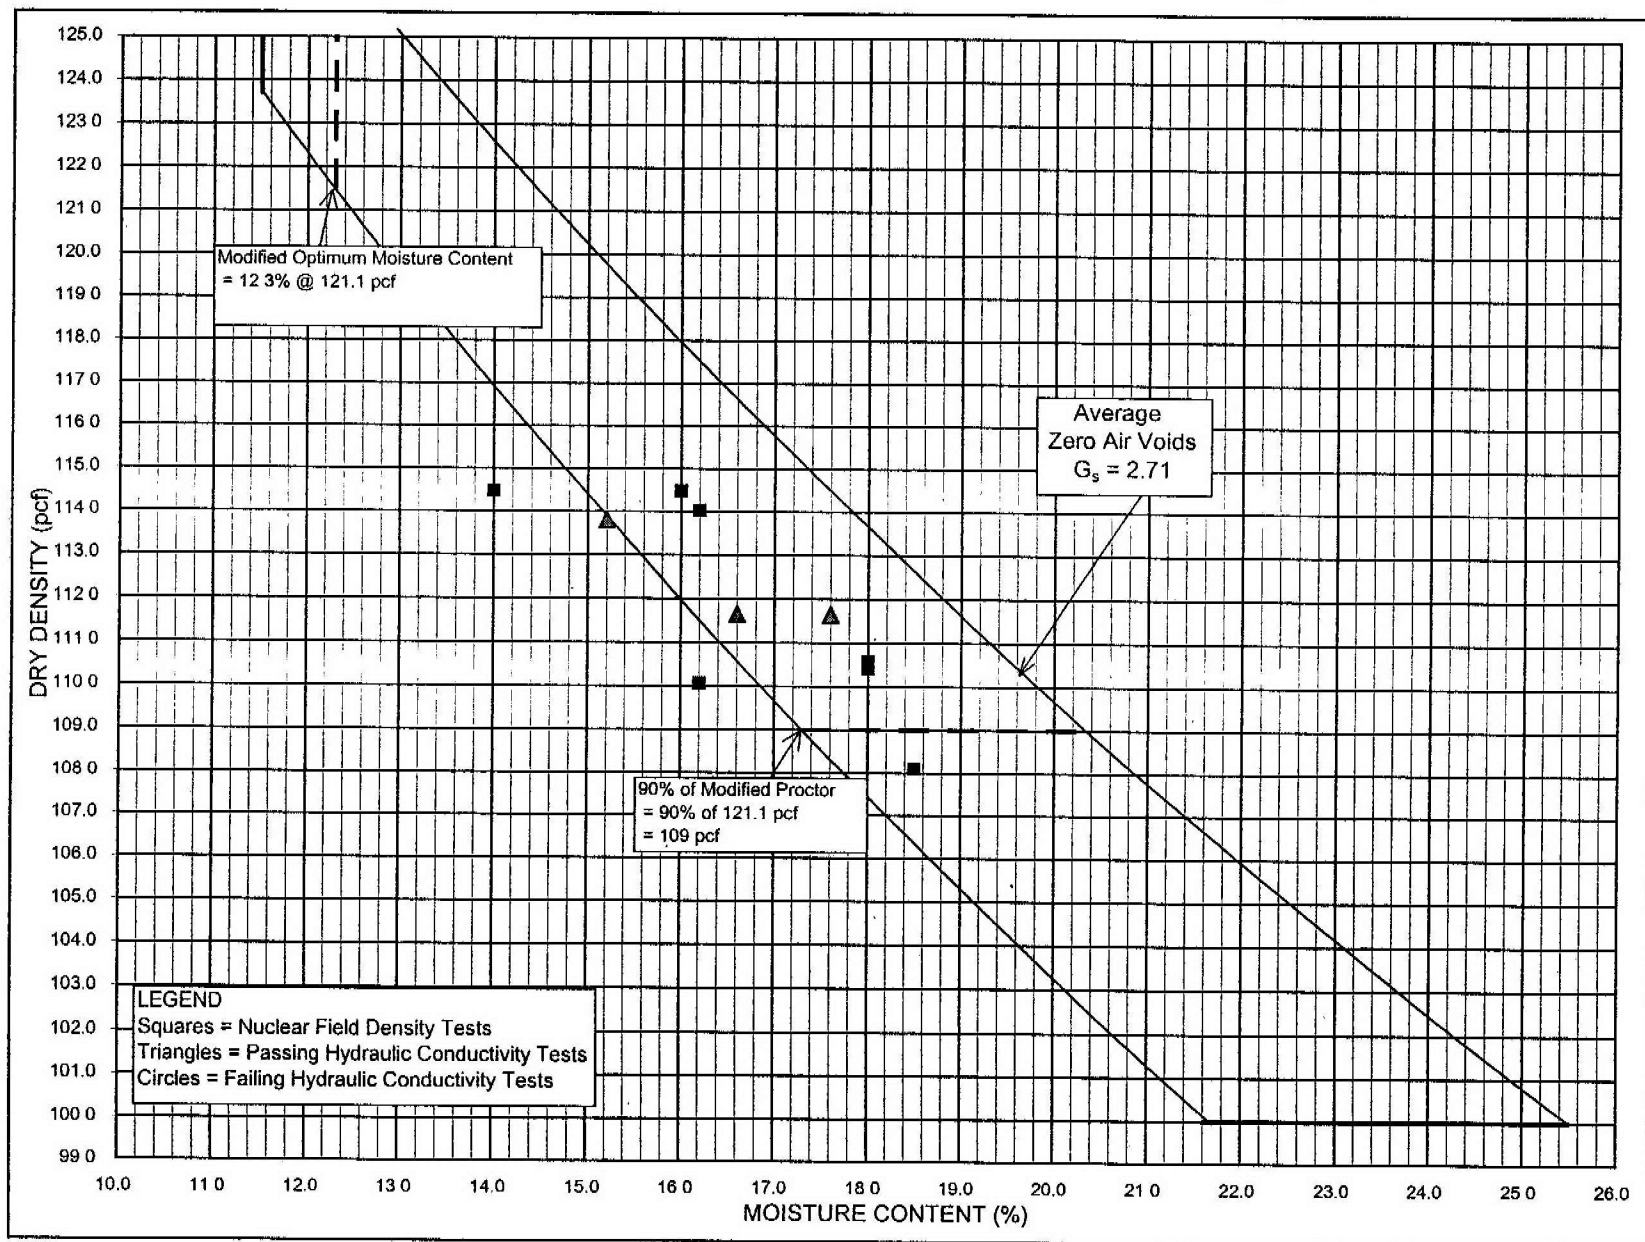 125.0
124.0
123 0
122.0
121 0
120.0
119 0
118.0
117 0
116 0
115.0
114 0
113.0
112 0
111 0
110 0
109.0
108 0
107.0
106.0
105.0
104 0
103.0
102.0
101.0
100 0
99 0
DRY DENSITY (pcf)
Modified Optimum Moisture Content
= 12 3% @ 121.1 pcf
Average
Zero Air Voids
Gs = 2.71
90% of Modified Proctor
= 90% of 121.1 pcf
= 109 pcf
LEGEND
Squares = Nuclear Field Density Tests
Triangles = Passing Hydraulic Conductivity Tests
Circles = Failing Hydraulic Conductivity Tests
10.0 11 0 12.0 13 0 14.0 15.0 16 0 17.0 18 0 19.0 20.0 21 0 22.0 23.0 24.0 25 0 26.0
MOISTURE CONTENT (%)